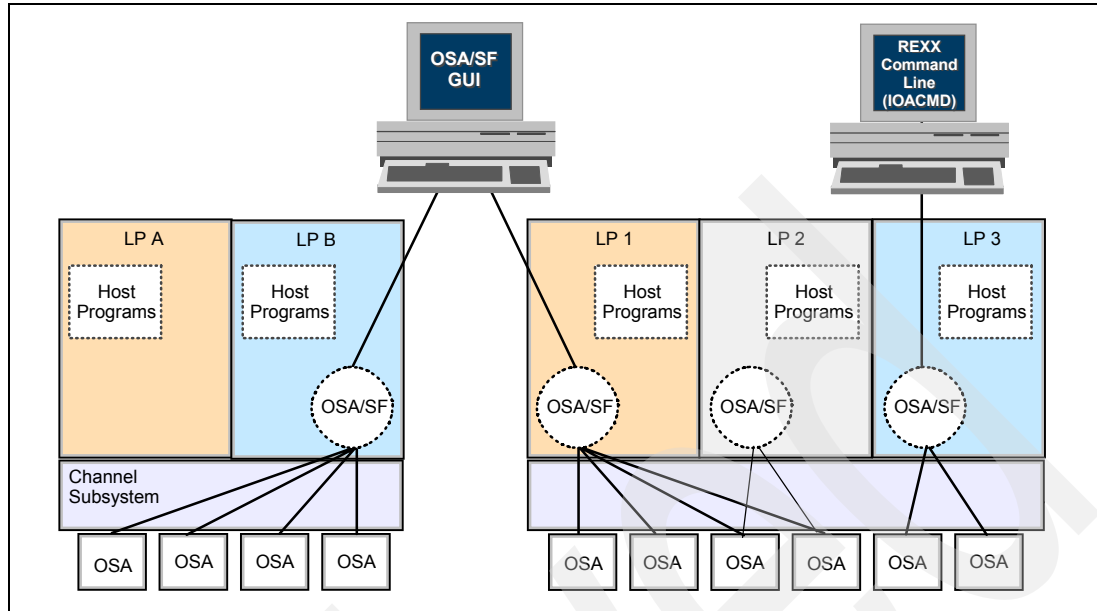 OSA/SF
GUI
REXX
Command
Line
(IOACMD)
LP A
LP B
LP 1
LP 2
LP 3
Host
Programs
Host
Programs
Host
Programs
Host
Programs
Host
Programs
OSA/SF
OSA/SF
OSA/SF
OSA/SF
Channel
Subsystem
OSA
OSA
OSA
OSA
OSA
OSA
OSA
OSA
OSA
OSA